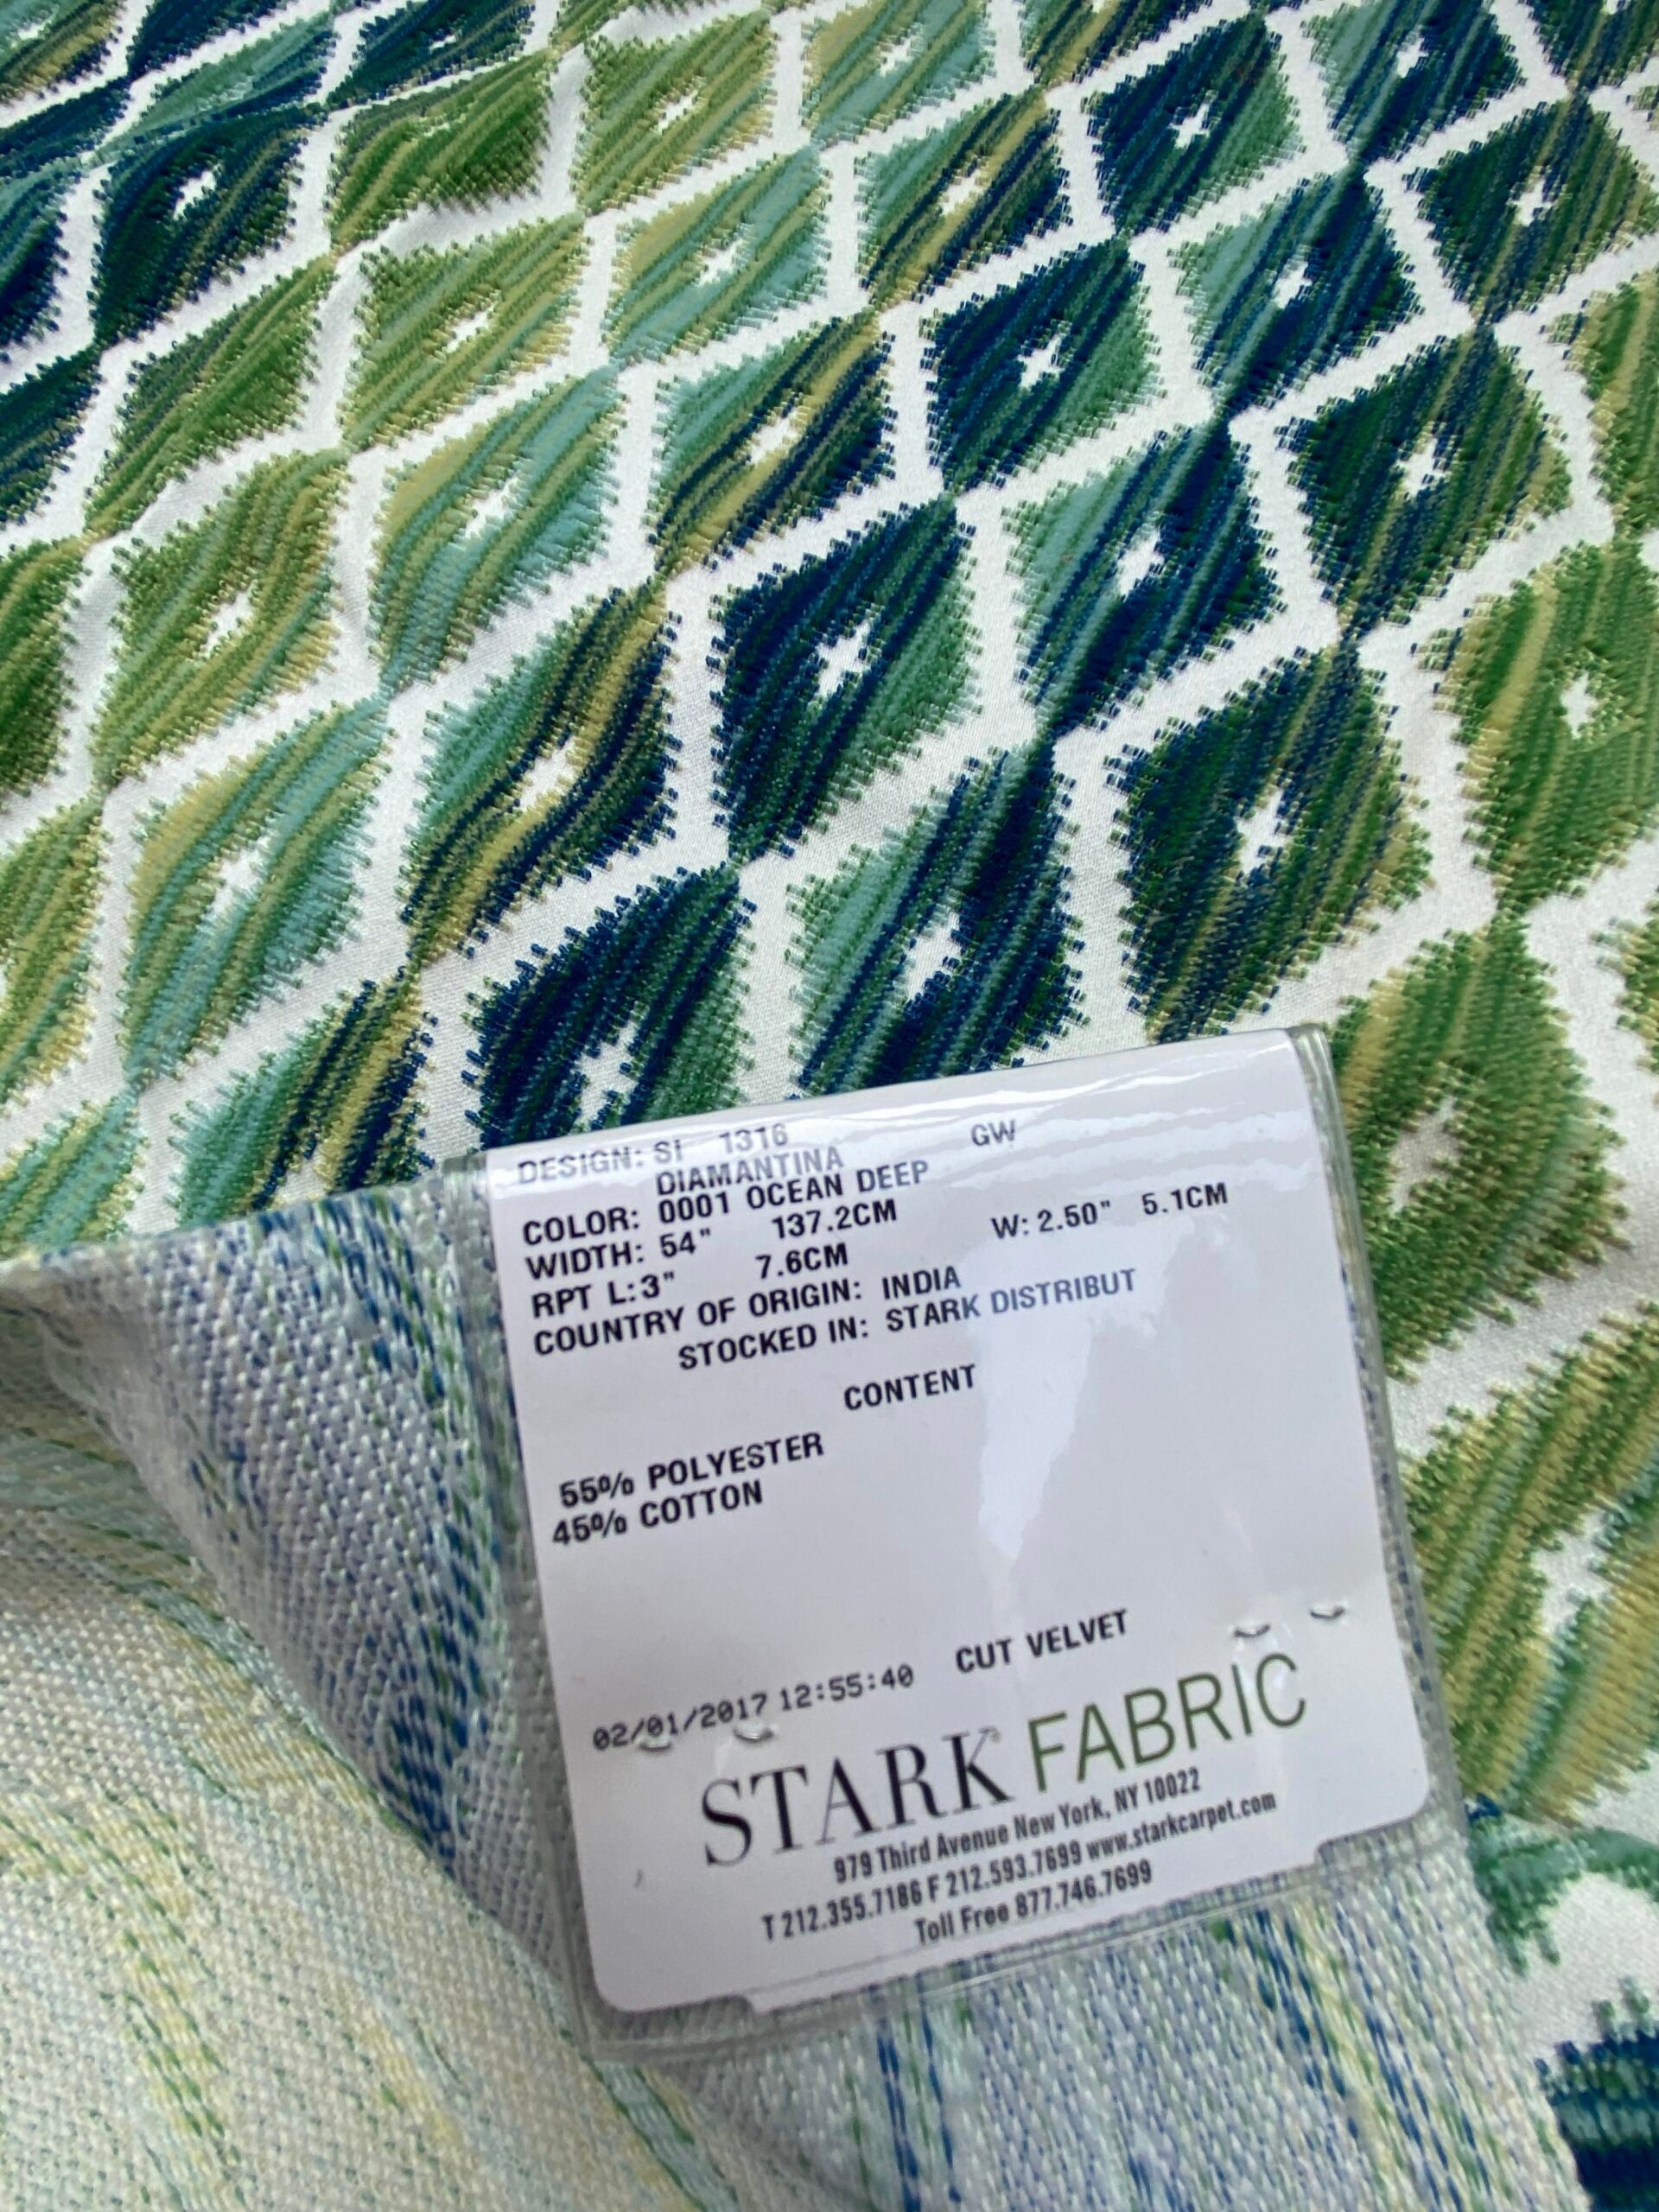 DESIGN: SI 1316 GW
DIAMANTINA
COLOR: 0001 OCEAN DEEP
WIDTH: 54" 137.2CM
RPT L:3" 7.6CM W: 2.50" 5.1CM
COUNTRY OF ORIGIN: INDIA
STOCKED IN: STARK DISTRIBUT
CONTENT
55% POLYESTER
45% COTTON
02/01/2017 12:55:40 CUT VELVET
STARK® FABRIC
979 Third Avenue New York, NY 10022
T 212.355.7186 F 212.593.7699 www.starkcarpet.com
Toll Free 877.746.7699